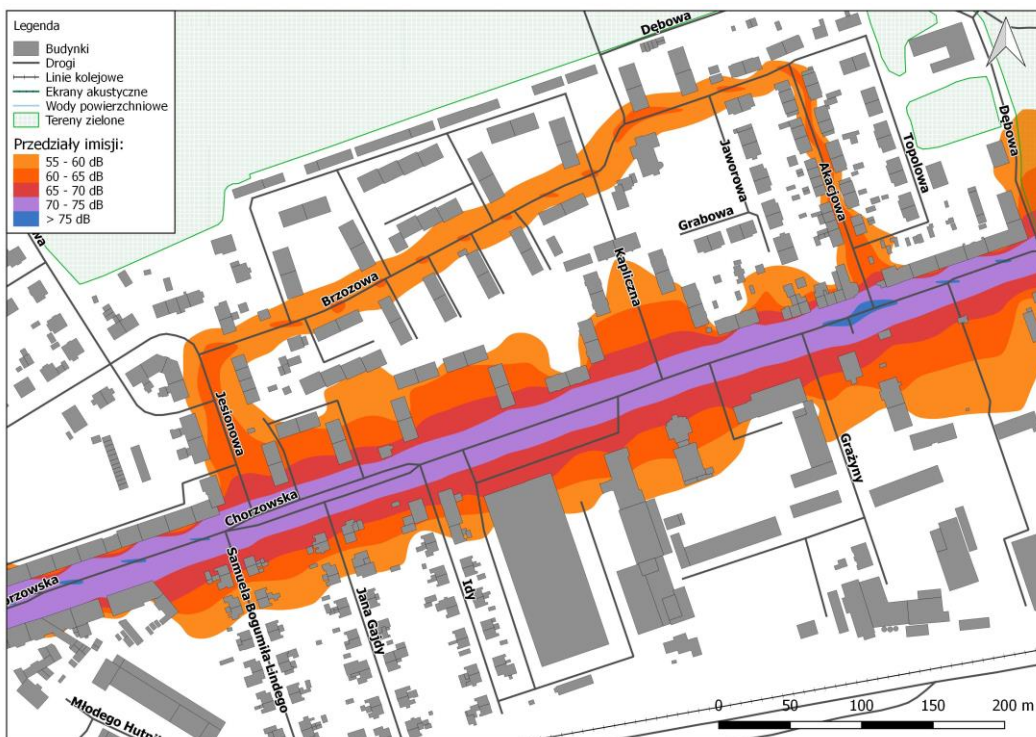 Legenda
Budynki
Drogi
Linie kolejowe
Ekrany akustyczne
Wody powierzchniowe
Tereny zielone
Przedziały imisji:
55 - 60 dB
60 - 65 dB
65 - 70 dB
70 - 75 dB
> 75 dB
Dębowa
Dębowa
Topolowa
Akacjowa
Jaworowa
Grabowa
Kapliczna
Brzozowa
Jesionowa
Chorzowska
Grażyny
orzowska
Samuela Bogumiła Lindego
Jana Gajdy
Idy
Młodego Hutni
0 50 100 150 200 m